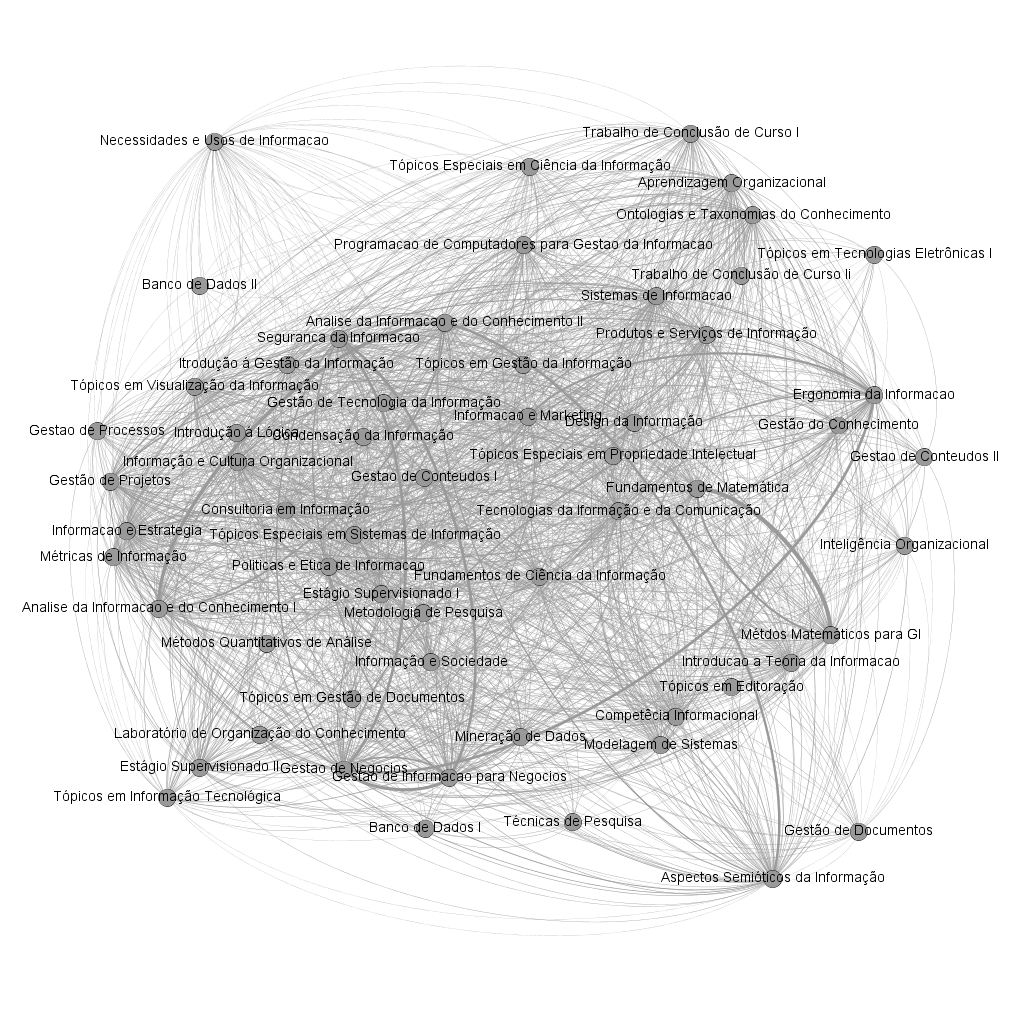 Trabalho de Conclusão de Curso I
Necessidades e Usos de Informacao
Tópicos Especiais em Ciência da Informação
Aprendizagem Organizacional
Ontologias e Taxonomias do Conhecimento
Programacao de Computadores para Gestao da Informacao
Tópicos em Tecnologias Eletrônicas I
Trabalho de Conclusão de Curso Ii
Banco de Dados II
Sistemas de Informacao
Analise da Informacao e do Conhecimento II
Produtos e Serviços de Informação
Seguranca da Informacao
Itrodução á Gestão da Informação
Tópicos em Gestão da Informação
Tópicos em Visualização da Informação
Ergonomia da Informacao
Gestão de Tecnologia da Informação
Informacao e Marketing
Design da Informação
Gestão do Conhecimento
Gestao de Processos
Introdução à Lógica
Condensação da Informação
Tópicos Especiais em Propriedade Intelectual
Gestao de Conteudos II
Informação e Cultura Organizacional
Gestao de Conteudos I
Gestão de Projetos
Fundamentos de Matemática
Consultoria em Informação
Tecnologias da Iformação e da Comunicação
Informacao e Estrategia
Tópicos Especiais em Sistemas de Informação
Inteligência Organizacional
Métricas de Informação
Politicas e Etica de Informacao
Fundamentos de Ciência da Informação
Estágio Supervisionado I
Analise da Informacao e do Conhecimento I
Metodologia de Pesquisa
Métdos Matemáticos para GI
Métodos Quantitativos de Análise
Informação e Sociedade
Introducao a Teoria da Informacao
Tópicos em Editoração
Tópicos em Gestão de Documentos
Competêcia Informacional
Laboratório de Organização do Conhecimento
Mineração de Dados
Modelagem de Sistemas
Estágio Supervisionado II
Gestao de Negocios
Gestão de Informacao para Negocios
Tópicos em Informação Tecnológica
Técnicas de Pesquisa
Banco de Dados I
Gestão de Documentos
Aspectos Semióticos da Informação